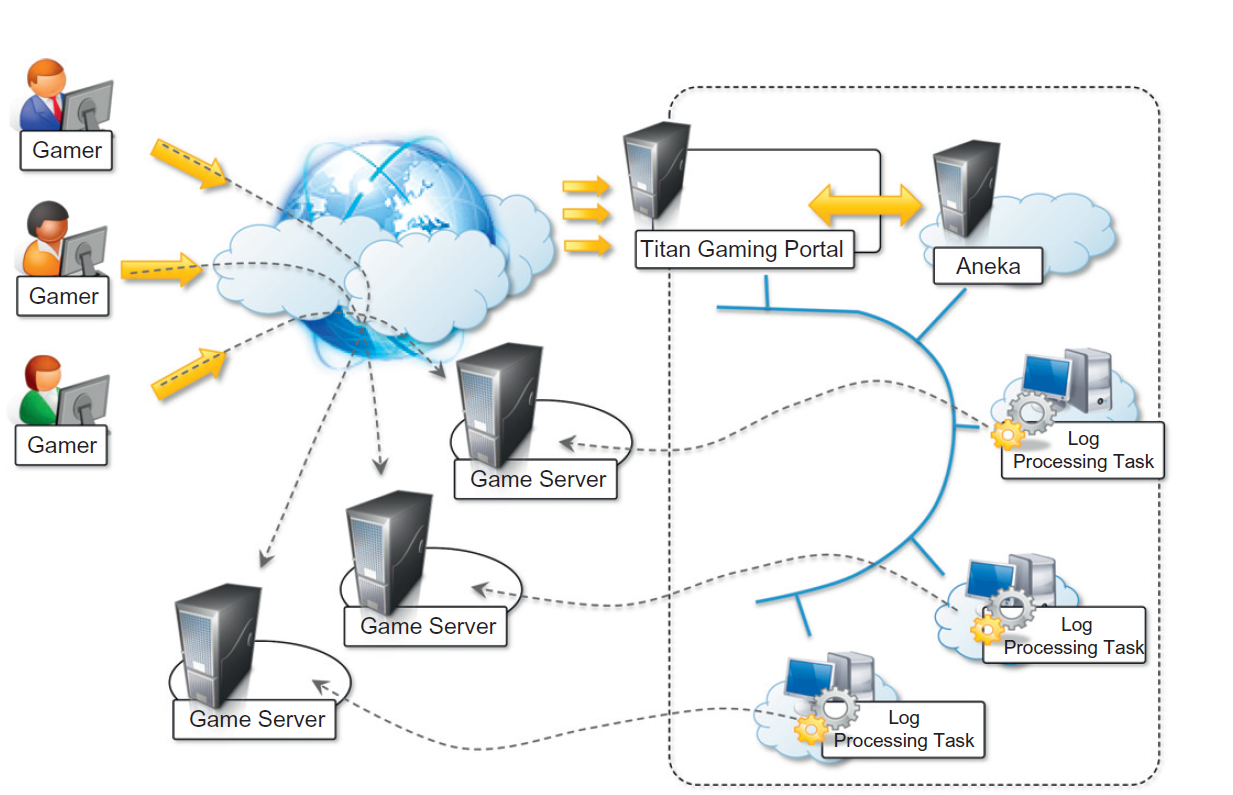 Gamer
Gamer
Gamer
Titan Gaming Portal
Aneka
Game Server
Game Server
Game Server
Log
Processing Task
Log
Processing Task
Log
Processing Task